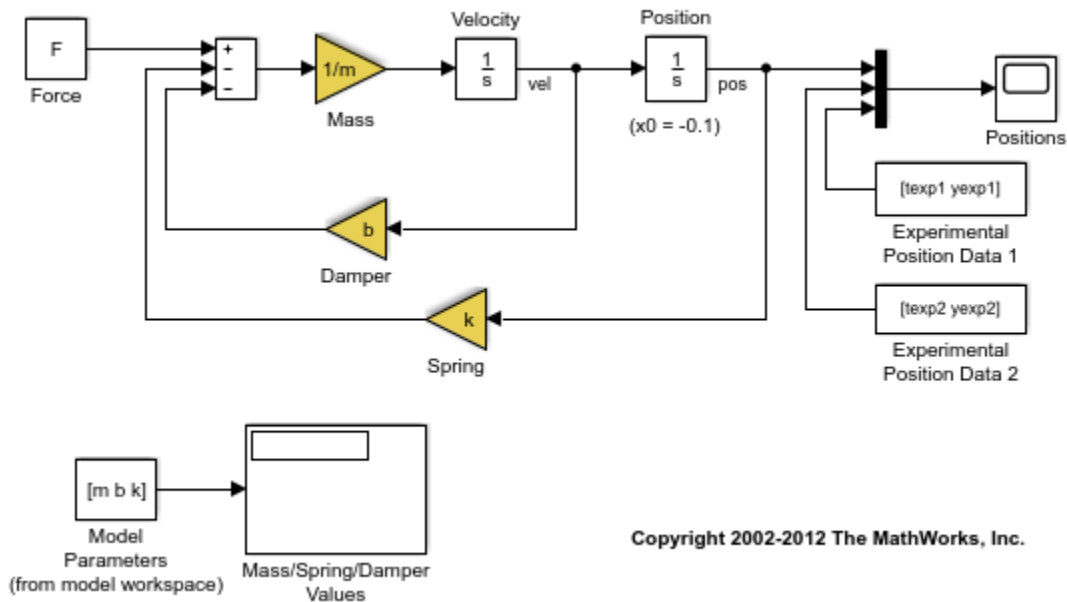 F
Force
+
−
−
1/m
Mass
Velocity
1
s
vel
Position
1
s
pos
(x0 = -0.1)
Positions
[texp1 yexp1]
Experimental
Position Data 1
b
Damper
[texp2 yexp2]
Experimental
Position Data 2
k
Spring
[m b k]
Model
Parameters
(from model workspace)
Mass/Spring/Damper
Values
Copyright 2002-2012 The MathWorks, Inc.